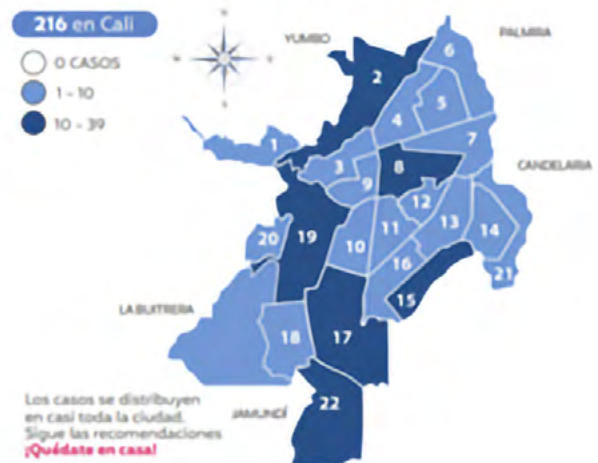 216 en Cali
0 CASOS
1 - 10
10 - 39
YUMBO
PALMIRA
CANDELARIA
LA BUITRERA
JAMUNDÍ
N
S
1
2
3
4
5
6
7
8
9
10
11
12
13
14
15
16
17
18
19
20
21
22
Los casos se distribuyen
en casi toda la ciudad.
Sigue las recomendaciones
¡Quédate en casa!